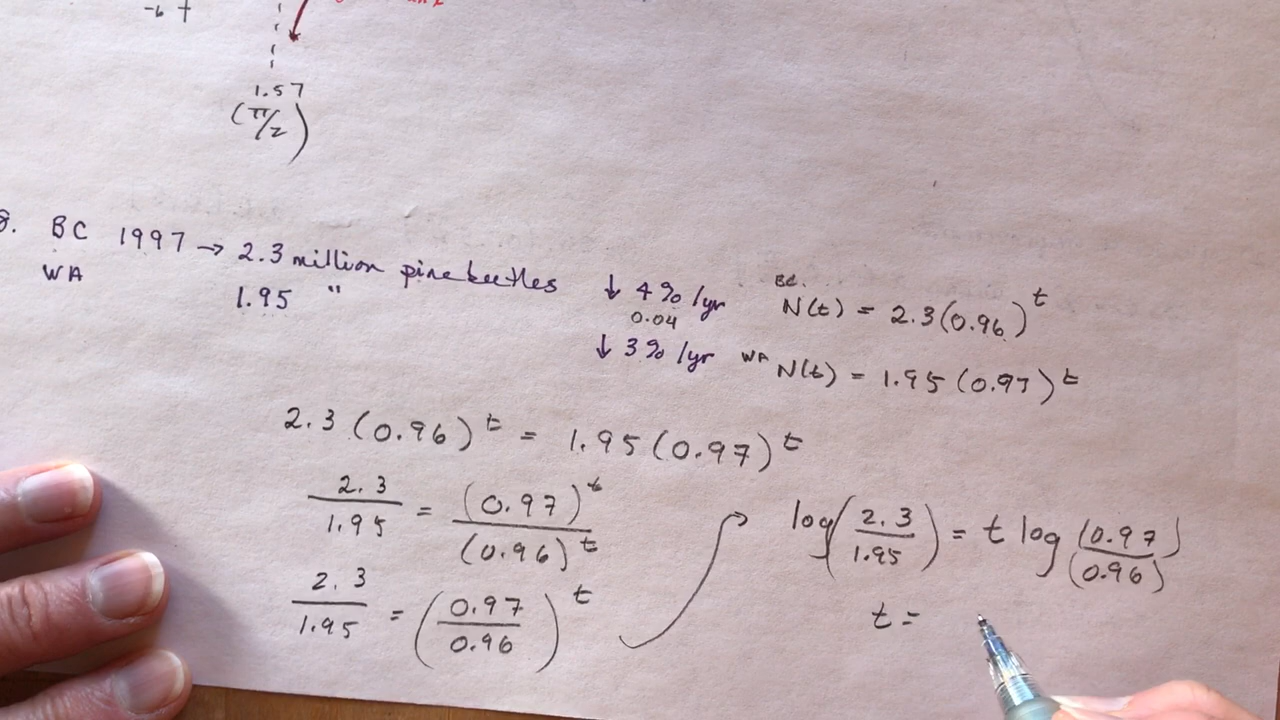 -6
1.57
(π/2)
8. BC 1997 → 2.3 million pine beetles ↓ 4% /yr
0.04
BC. N(t) = 2.3(0.96)^t
WA 1.95 " ↓ 3% /yr
WA N(t) = 1.95 (0.97)^t
2.3 (0.96)^t = 1.95 (0.97)^t
2.3/1.95 = (0.97)^t/(0.96)^t
2.3/1.95 = (0.97/0.96)^t
log(2.3/1.95) = t log (0.97)/(0.96)
t =